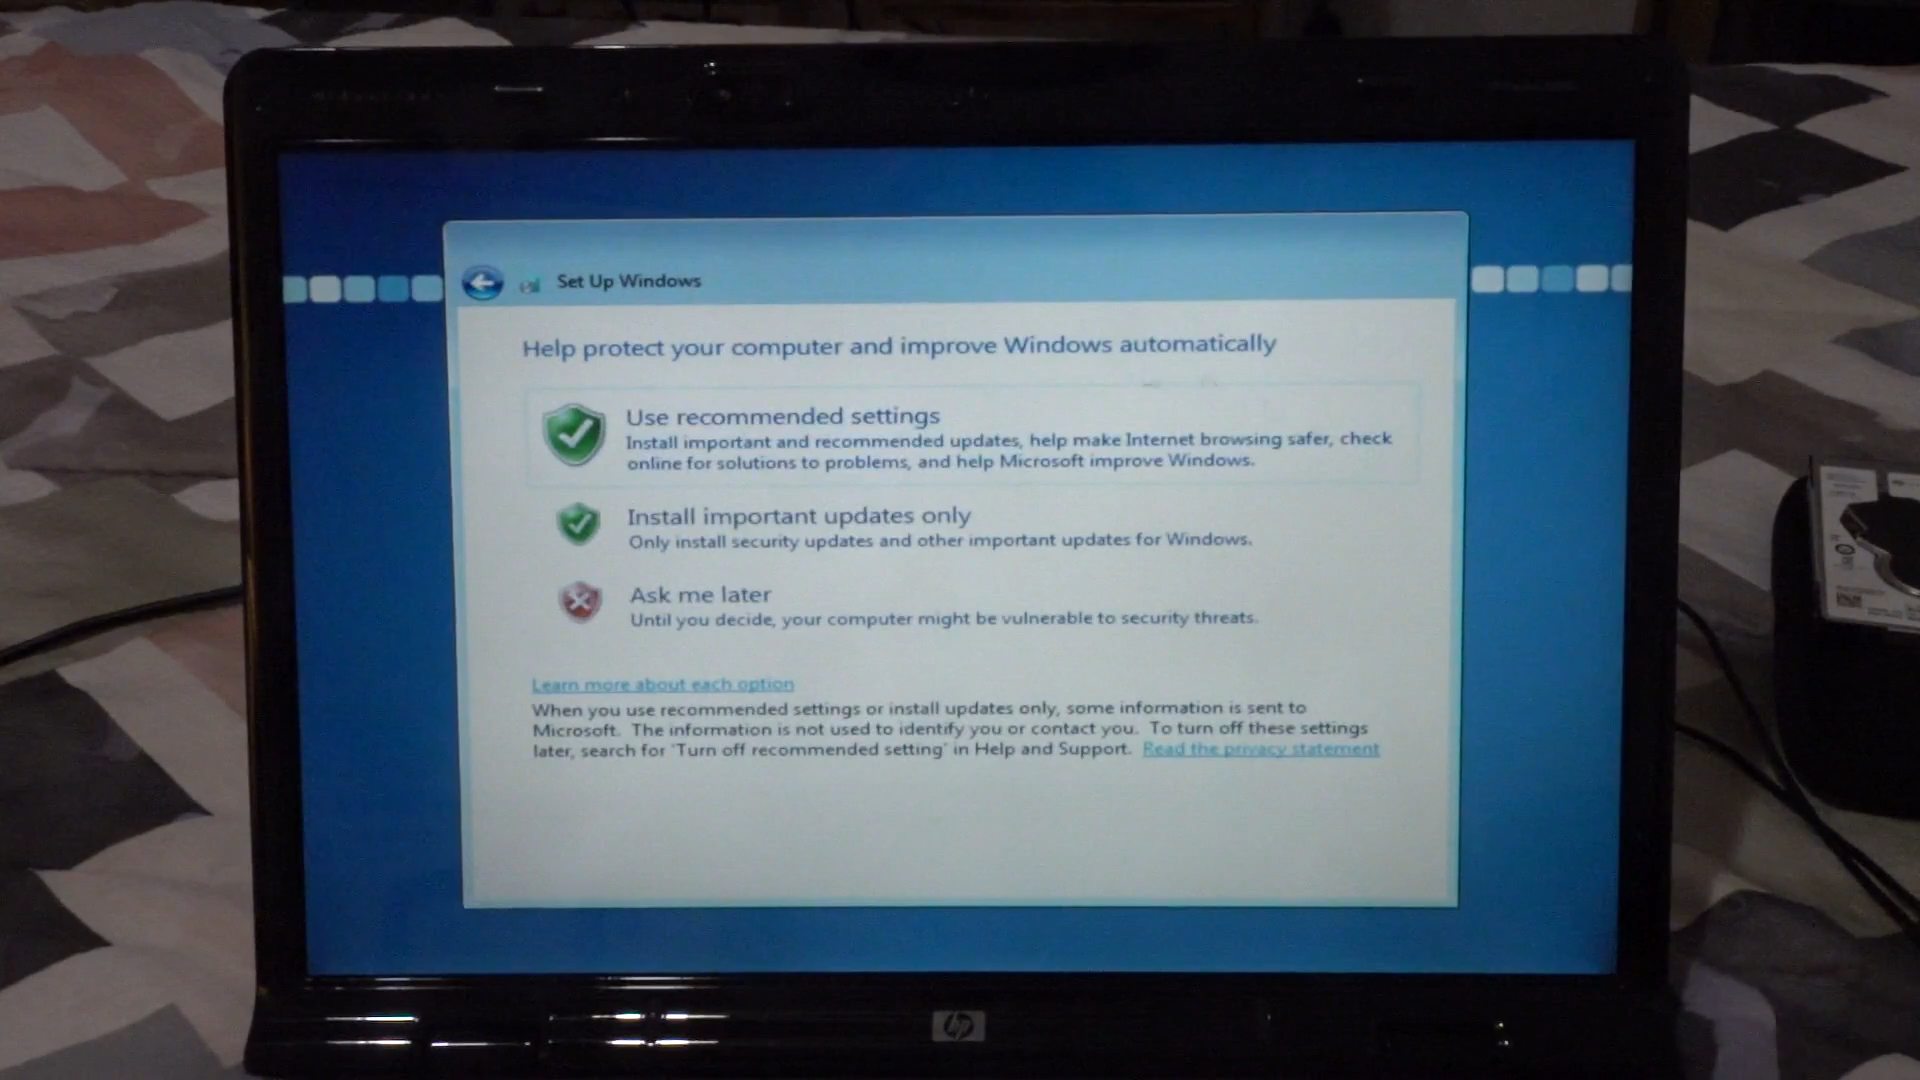 Set Up Windows
Help protect your computer and improve Windows automatically
Use recommended settings
Install important and recommended updates, help make Internet browsing safer, check
online for solutions to problems, and help Microsoft improve Windows.
Install important updates only
Only install security updates and other important updates for Windows.
Ask me later
Until you decide, your computer might be vulnerable to security threats.
Learn more about each option
When you use recommended settings or install updates only, some information is sent to
Microsoft. The information is not used to identify you or contact you. To turn off these settings
later, search for 'Turn off recommended setting' in Help and Support. Read the privacy statement
hp